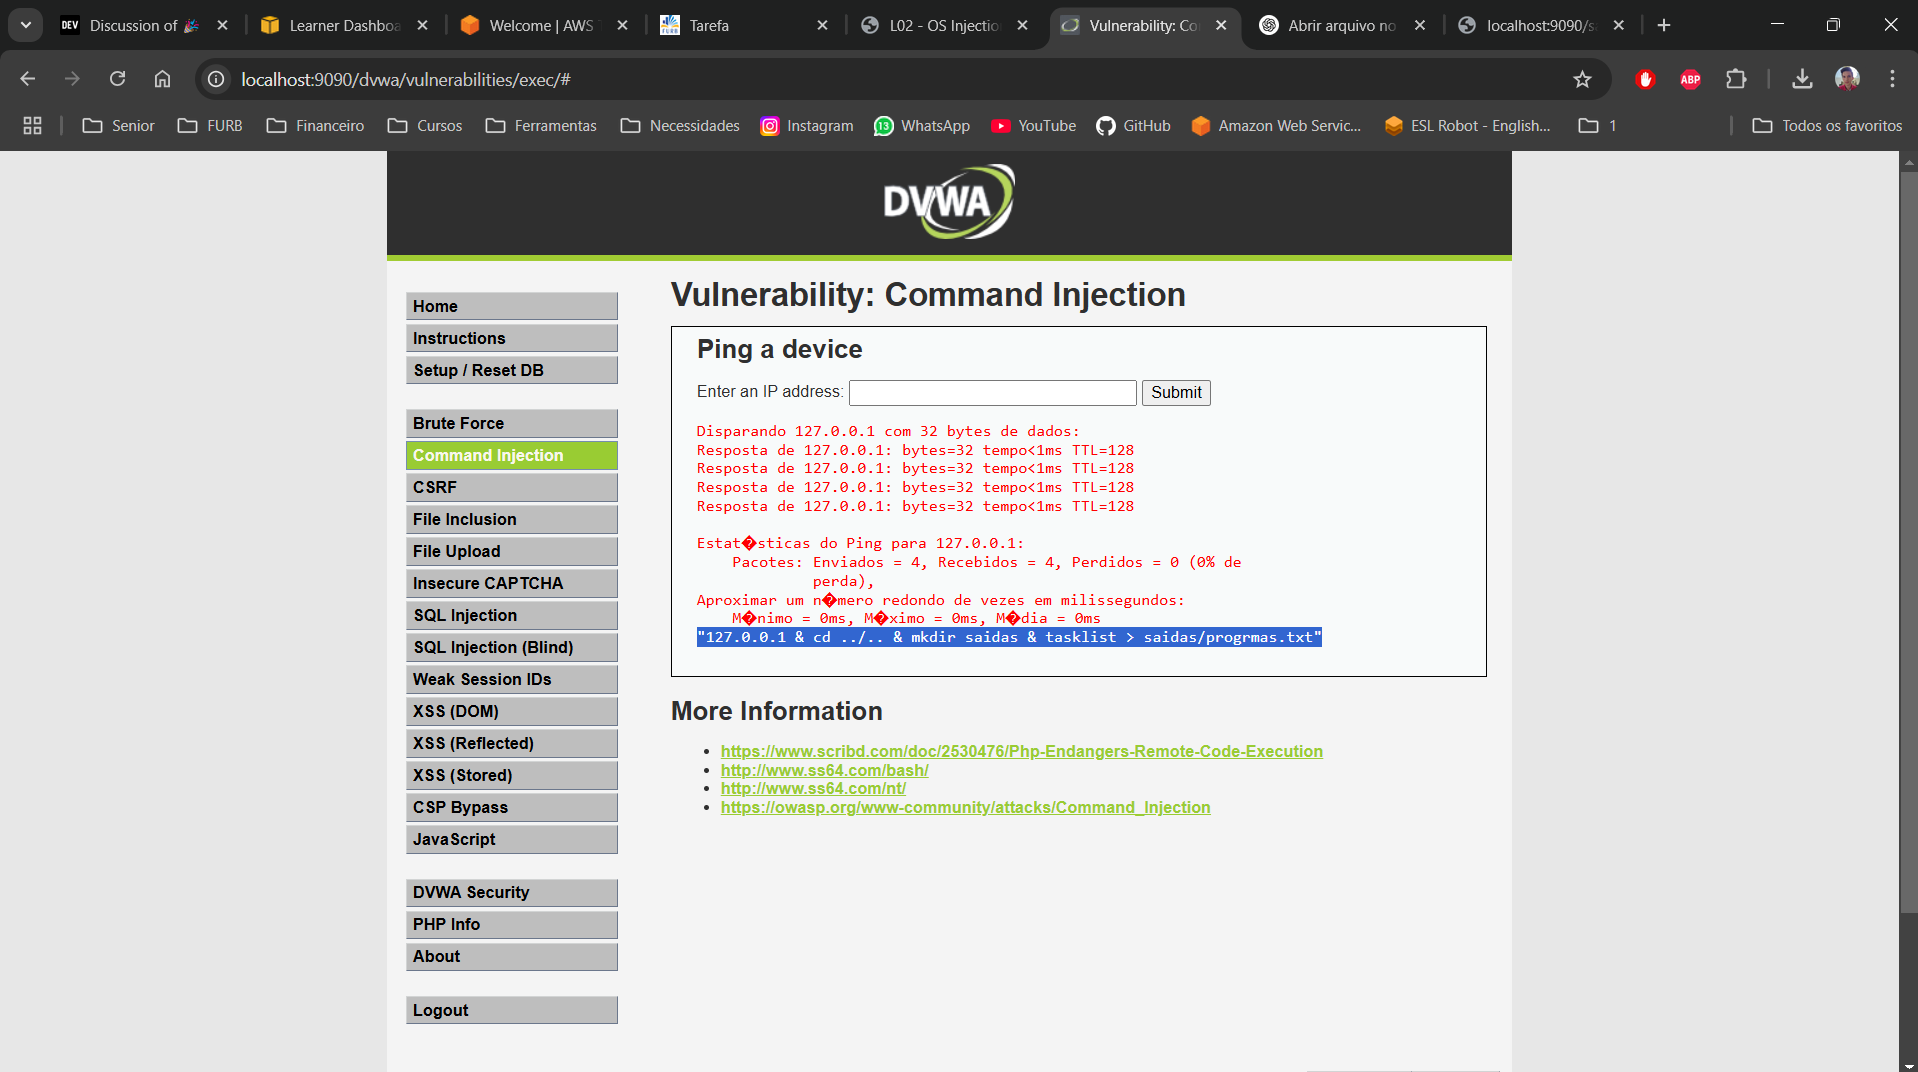 DEV Discussion of
Learner Dashboa
Welcome | AWS
Tarefa
L02 - OS Injectio
Vulnerability: Co
Abrir arquivo no
localhost:9090/s
localhost:9090/dvwa/vulnerabilities/exec/#
ABP
Senior
FURB
Financeiro
Cursos
Ferramentas
Necessidades
Instagram
13 WhatsApp
YouTube
GitHub
Amazon Web Servic...
ESL Robot - English...
1
Todos os favoritos
DVWA
Home
Instructions
Setup / Reset DB
Brute Force
Command Injection
CSRF
File Inclusion
File Upload
Insecure CAPTCHA
SQL Injection
SQL Injection (Blind)
Weak Session IDs
XSS (DOM)
XSS (Reflected)
XSS (Stored)
CSP Bypass
JavaScript
DVWA Security
PHP Info
About
Logout
Vulnerability: Command Injection
Ping a device
Enter an IP address:
Submit
Disparando 127.0.0.1 com 32 bytes de dados:
Resposta de 127.0.0.1: bytes=32 tempo<1ms TTL=128
Resposta de 127.0.0.1: bytes=32 tempo<1ms TTL=128
Resposta de 127.0.0.1: bytes=32 tempo<1ms TTL=128
Resposta de 127.0.0.1: bytes=32 tempo<1ms TTL=128
Estat�sticas do Ping para 127.0.0.1:
Pacotes: Enviados = 4, Recebidos = 4, Perdidos = 0 (0% de
perda),
Aproximar um n�mero redondo de vezes em milissegundos:
M�nimo = 0ms, M�ximo = 0ms, M�dia = 0ms
"127.0.0.1 & cd ../.. & mkdir saidas & tasklist > saidas/progrmas.txt"
More Information
https://www.scribd.com/doc/2530476/Php-Endangers-Remote-Code-Execution
http://www.ss64.com/bash/
http://www.ss64.com/nt/
https://owasp.org/www-community/attacks/Command_Injection